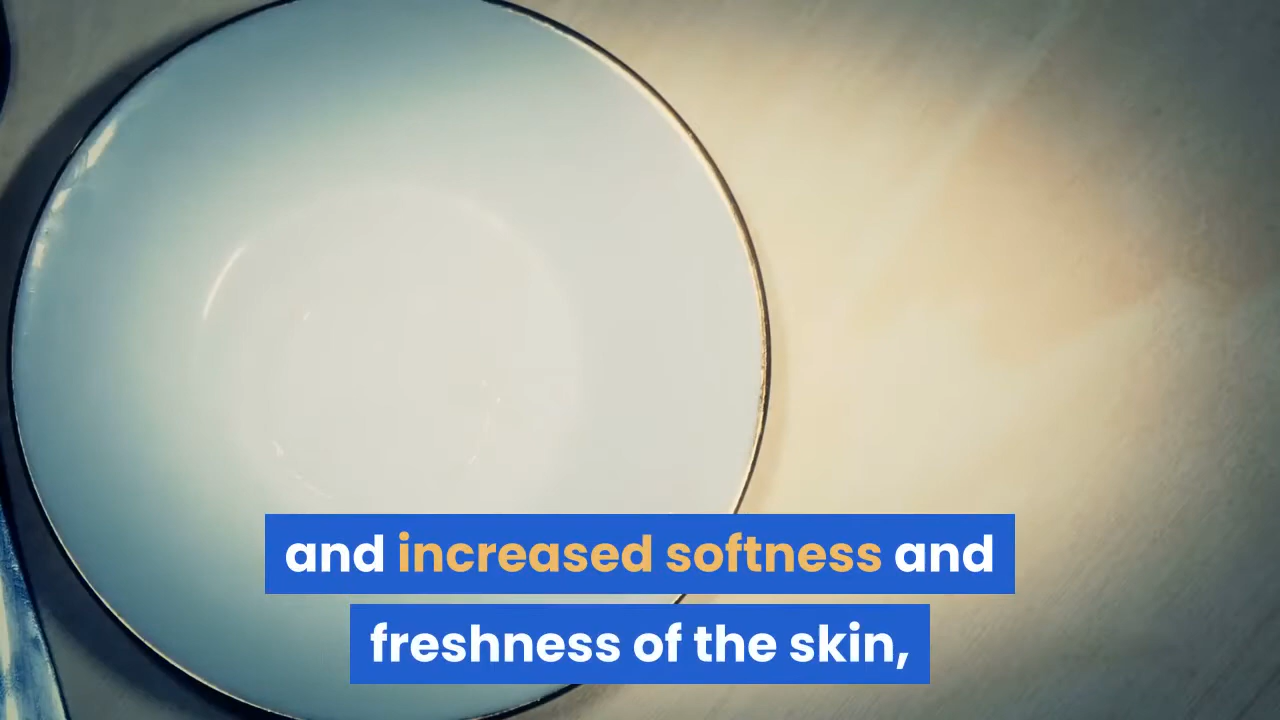 and increased softness and
freshness of the skin,